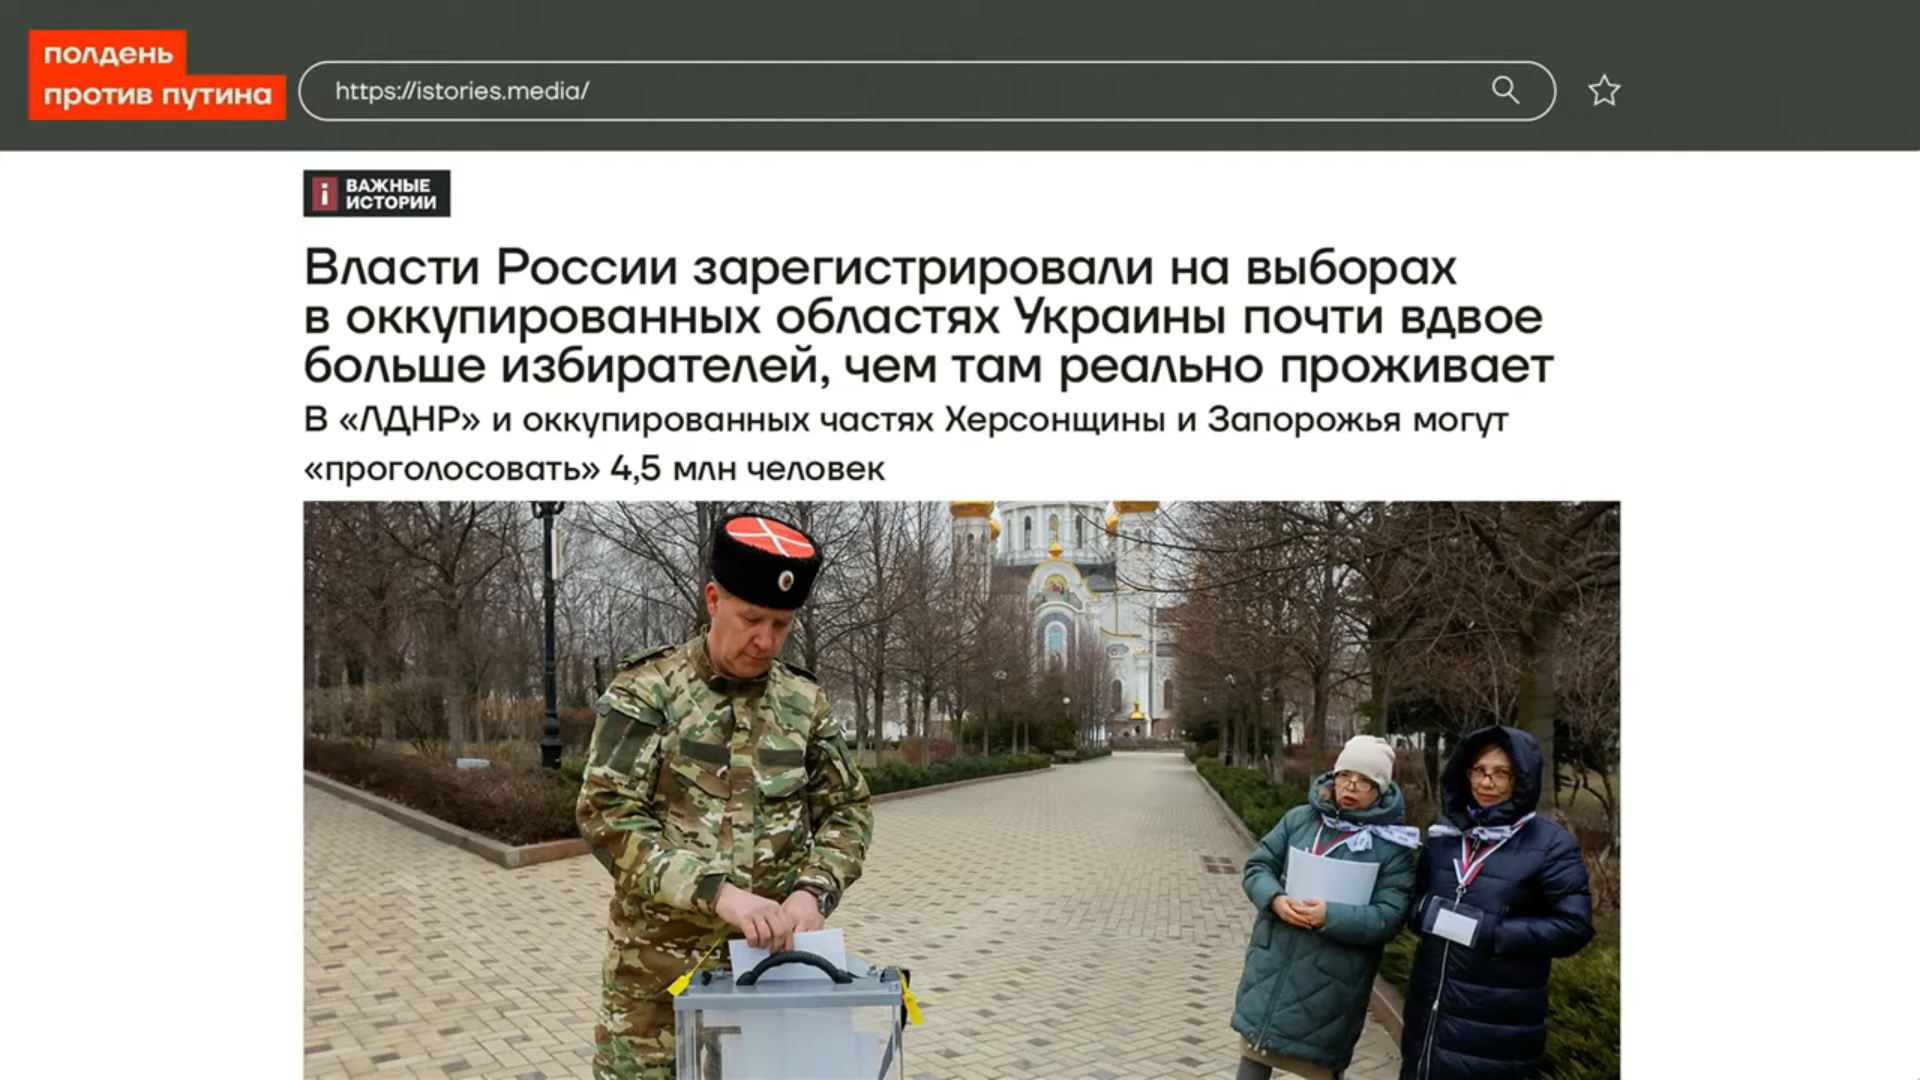 полдень
против путина
https://istories.media/
ВАЖНЫЕ
ИСТОРИИ
Власти России зарегистрировали на выборах
в оккупированных областях Украины почти вдвое
больше избирателей, чем там реально проживает
В «ЛДНР» и оккупированных частях Херсонщины и Запорожья могут
«проголосовать» 4,5 млн человек